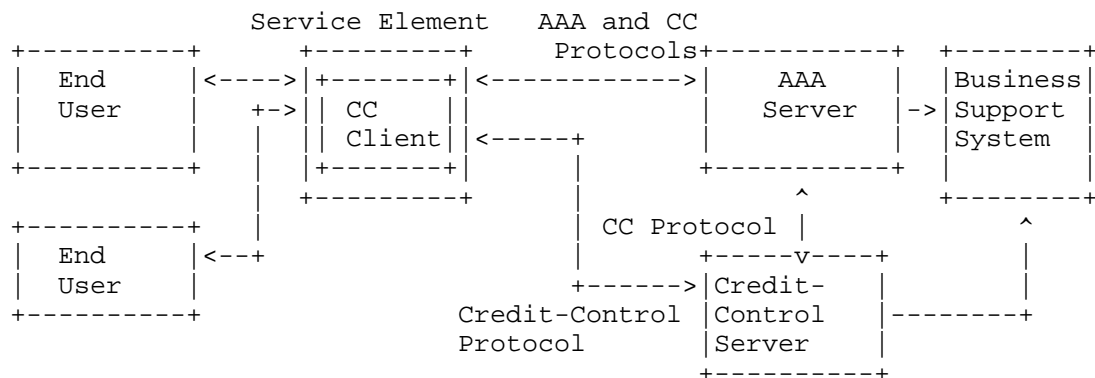 Service Element AAA and CC
Protocols
End AAA Business
User CC Server Support
Client System
CC Protocol
End
User Credit-
Credit-Control Control
Protocol Server